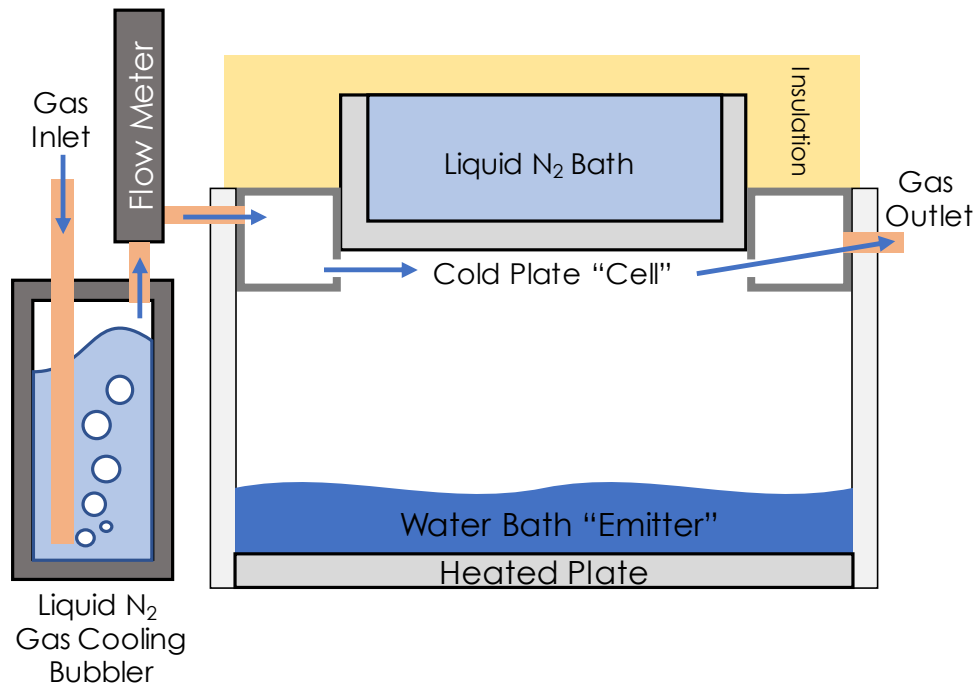 Gas
Inlet
Flow Meter
Insulation
Liquid N₂ Bath
Gas
Outlet
Cold Plate “Cell”
Water Bath “Emitter”
Heated Plate
Liquid N₂
Gas Cooling
Bubbler